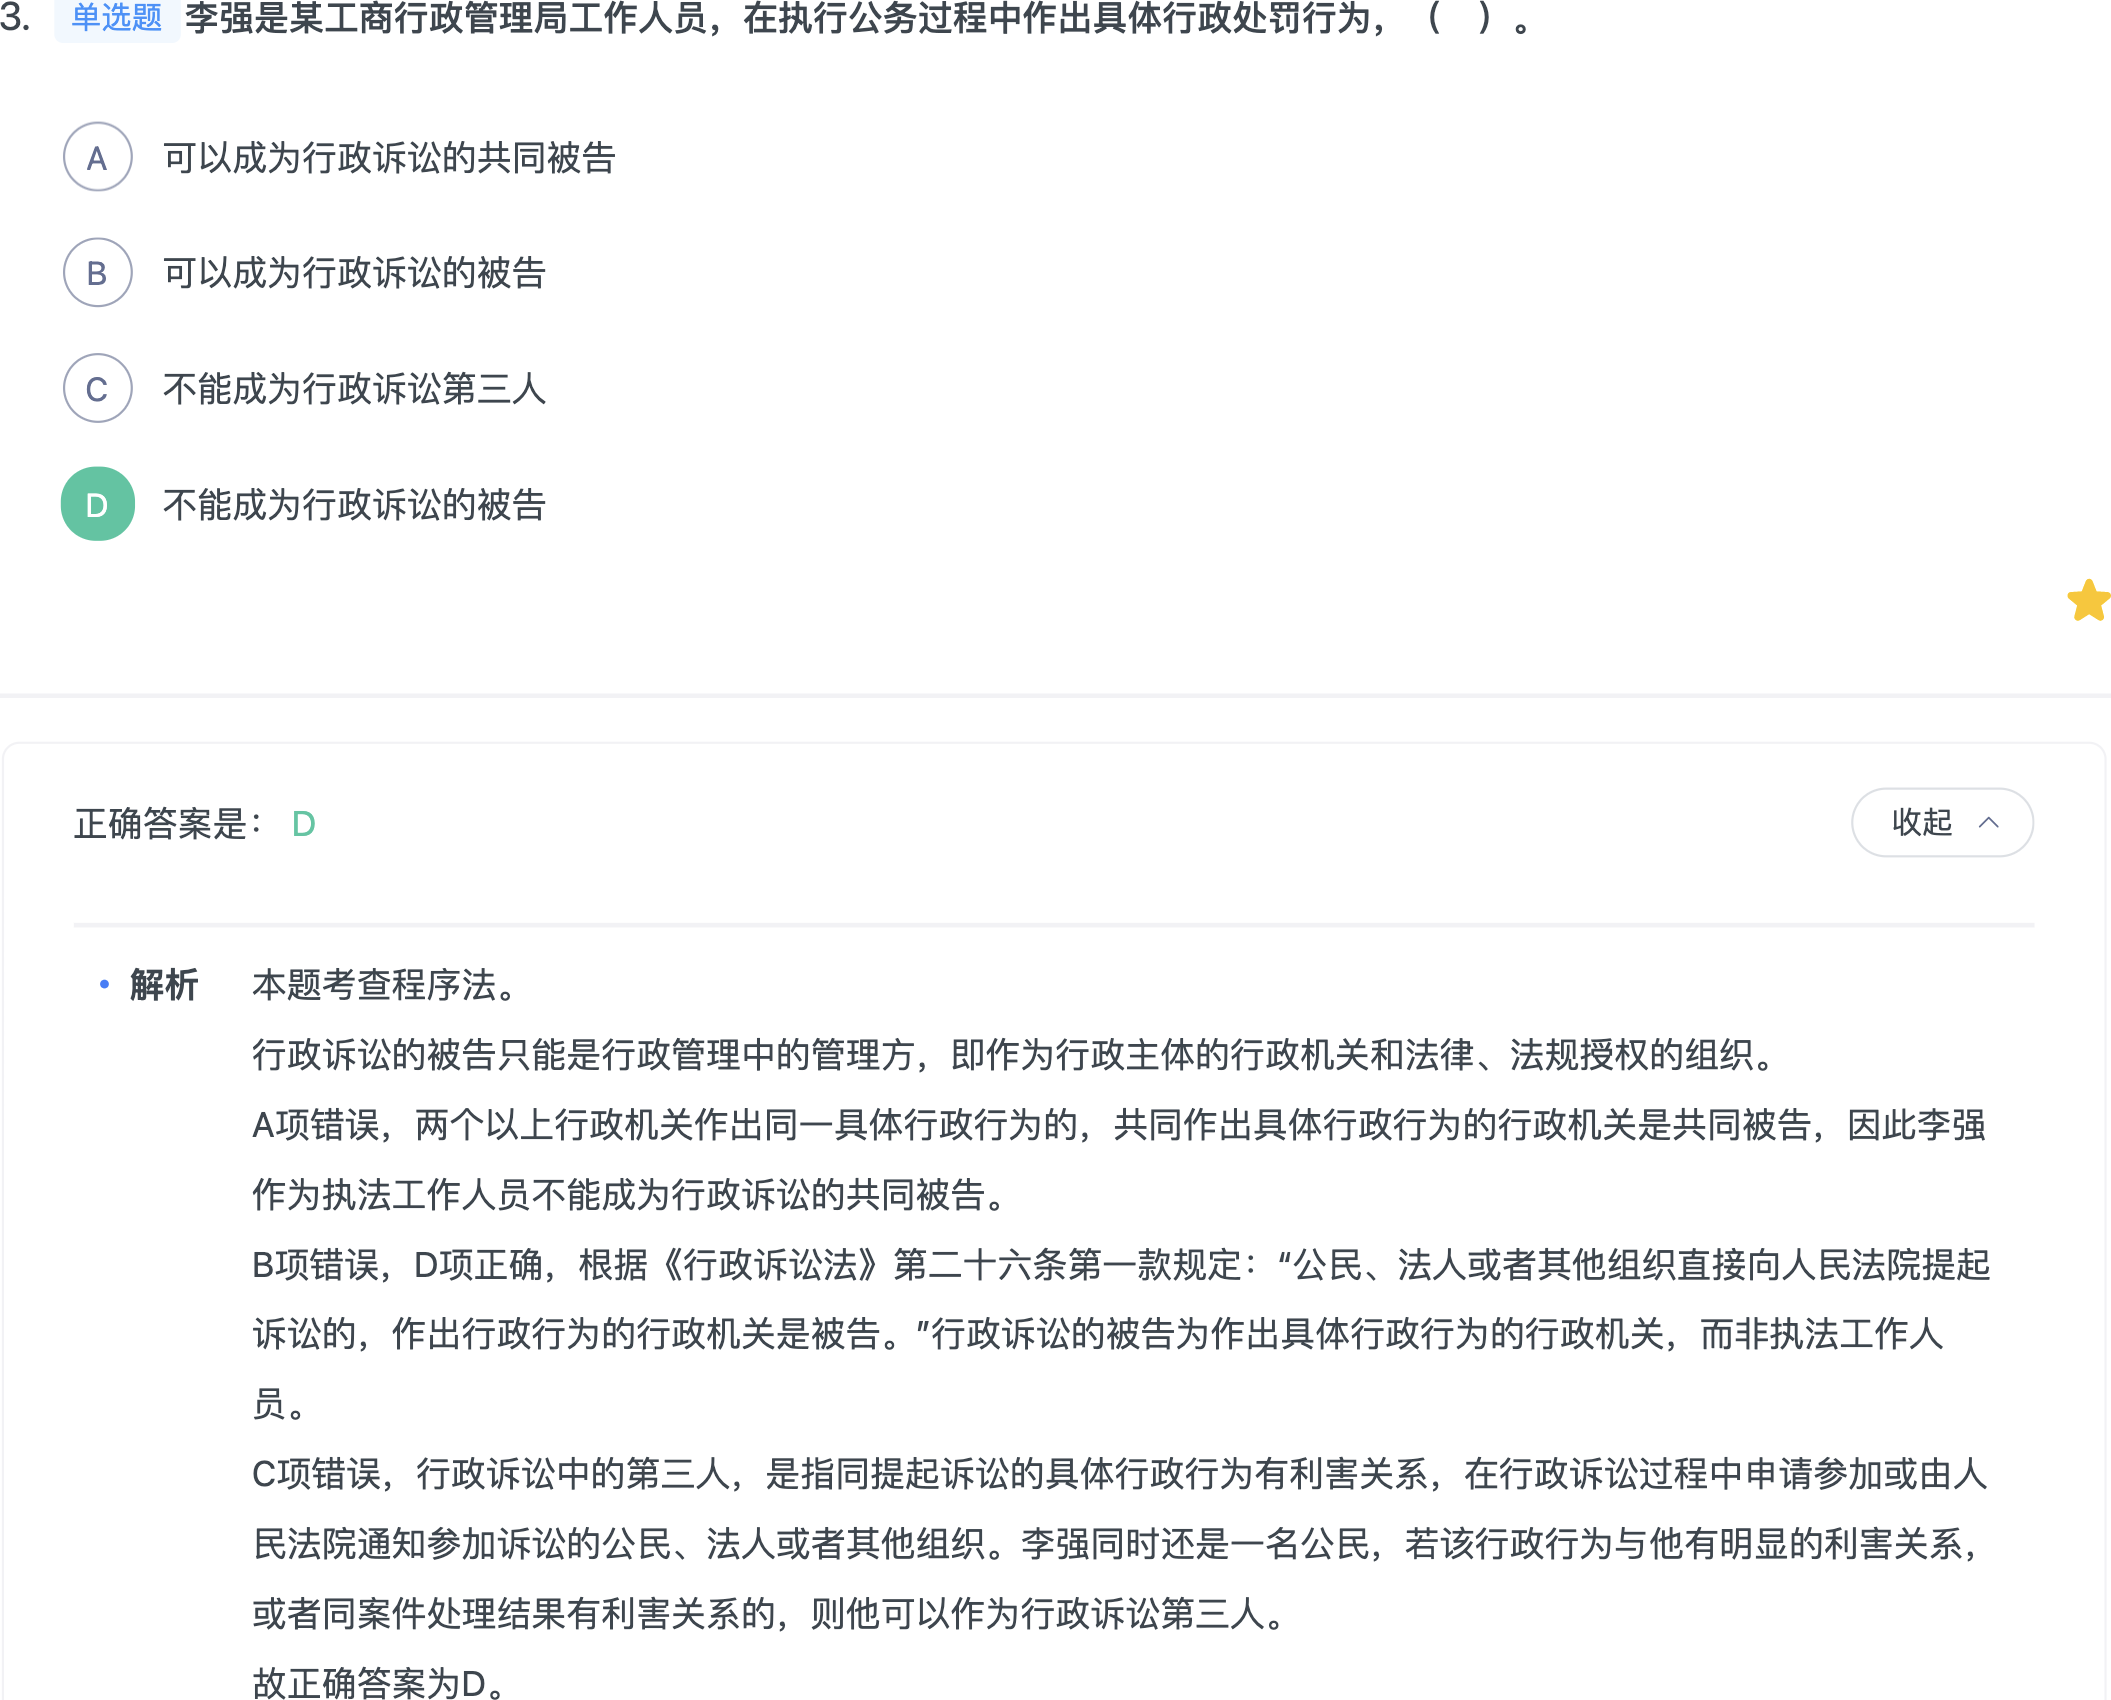 3. 单选题 李强是某工商行政管理局工作人员，在执行公务过程中作出具体行政处罚行为，（　）。
A 可以成为行政诉讼的共同被告
B 可以成为行政诉讼的被告
C 不能成为行政诉讼第三人
D 不能成为行政诉讼的被告
正确答案是： D 收起
解析 本题考查程序法。
行政诉讼的被告只能是行政管理中的管理方，即作为行政主体的行政机关和法律、法规授权的组织。
A项错误，两个以上行政机关作出同一具体行政行为的，共同作出具体行政行为的行政机关是共同被告，因此李强
作为执法工作人员不能成为行政诉讼的共同被告。
B项错误，D项正确，根据《行政诉讼法》第二十六条第一款规定：“公民、法人或者其他组织直接向人民法院提起
诉讼的，作出行政行为的行政机关是被告。”行政诉讼的被告为作出具体行政行为的行政机关，而非执法工作人
员。
C项错误，行政诉讼中的第三人，是指同提起诉讼的具体行政行为有利害关系，在行政诉讼过程中申请参加或由人
民法院通知参加诉讼的公民、法人或者其他组织。李强同时还是一名公民，若该行政行为与他有明显的利害关系，
或者同案件处理结果有利害关系的，则他可以作为行政诉讼第三人。
故正确答案为D。